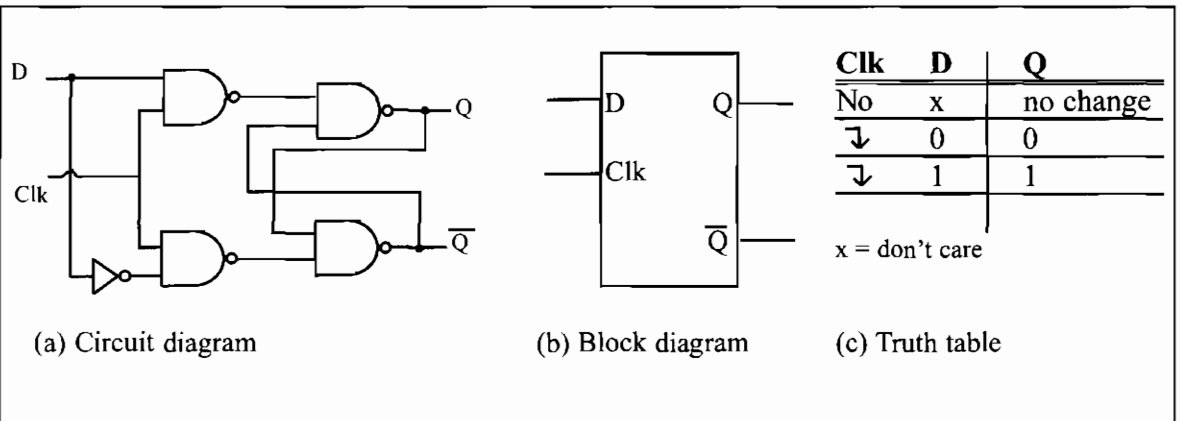 D
Clk
Q
Q̅
(a) Circuit diagram
D
Clk
Q
Q̅
(b) Block diagram
Clk D Q
No x no change
↴ 0 0
↴ 1 1
x = don't care
(c) Truth table